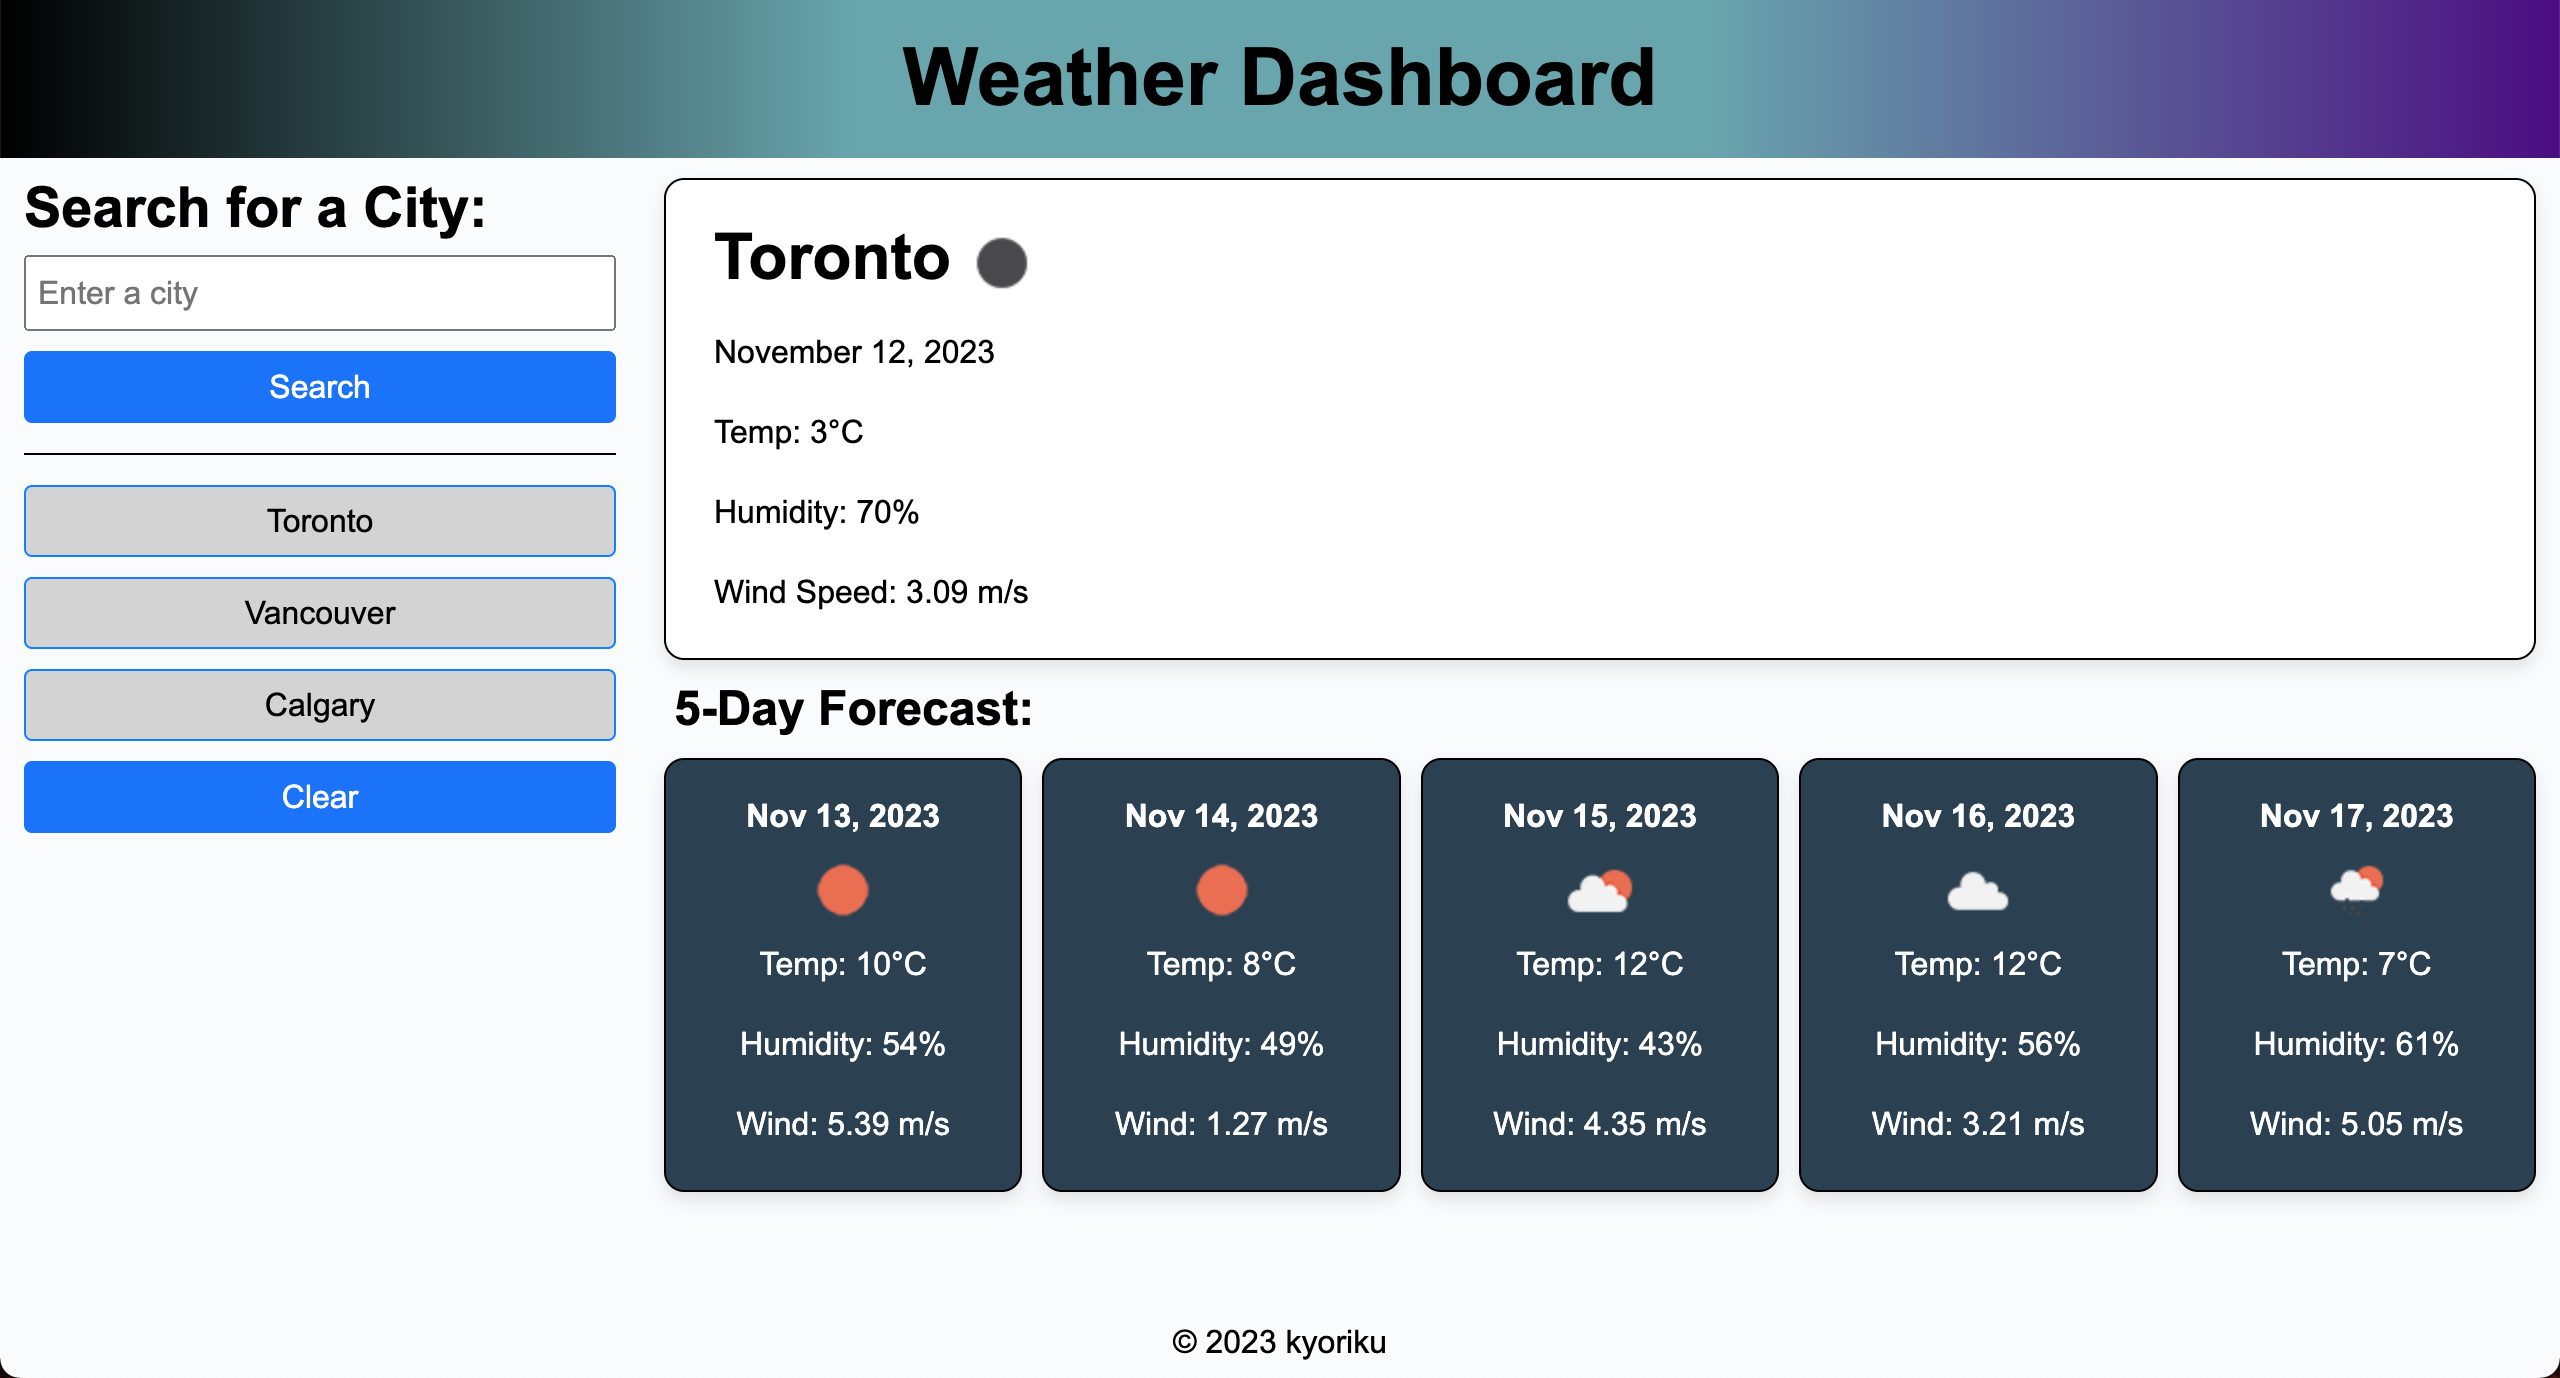 Weather Dashboard
Search for a City:
Enter a city
Search
Toronto
Vancouver
Calgary
Clear
Toronto
November 12, 2023
Temp: 3°C
Humidity: 70%
Wind Speed: 3.09 m/s
5-Day Forecast:
Nov 13, 2023
Temp: 10°C
Humidity: 54%
Wind: 5.39 m/s
Nov 14, 2023
Temp: 8°C
Humidity: 49%
Wind: 1.27 m/s
Nov 15, 2023
Temp: 12°C
Humidity: 43%
Wind: 4.35 m/s
Nov 16, 2023
Temp: 12°C
Humidity: 56%
Wind: 3.21 m/s
Nov 17, 2023
Temp: 7°C
Humidity: 61%
Wind: 5.05 m/s
© 2023 kyoriku